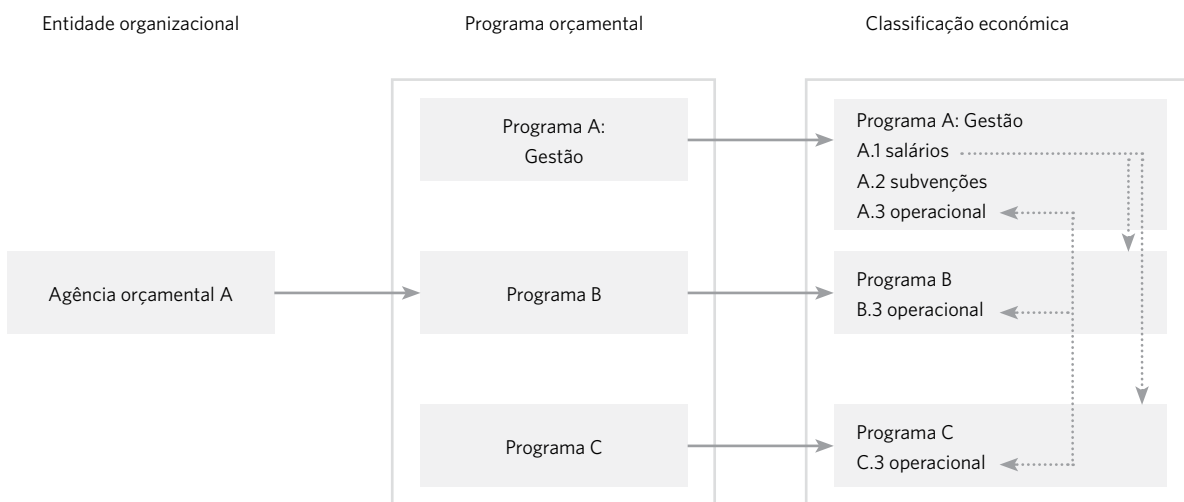 Entidade organizacional
Programa orçamental
Classificação económica
Agência orçamental A
Programa A:
Gestão
Programa B
Programa C
Programa A: Gestão
A.1 salários
A.2 subvenções
A.3 operacional
Programa B
B.3 operacional
Programa C
C.3 operacional